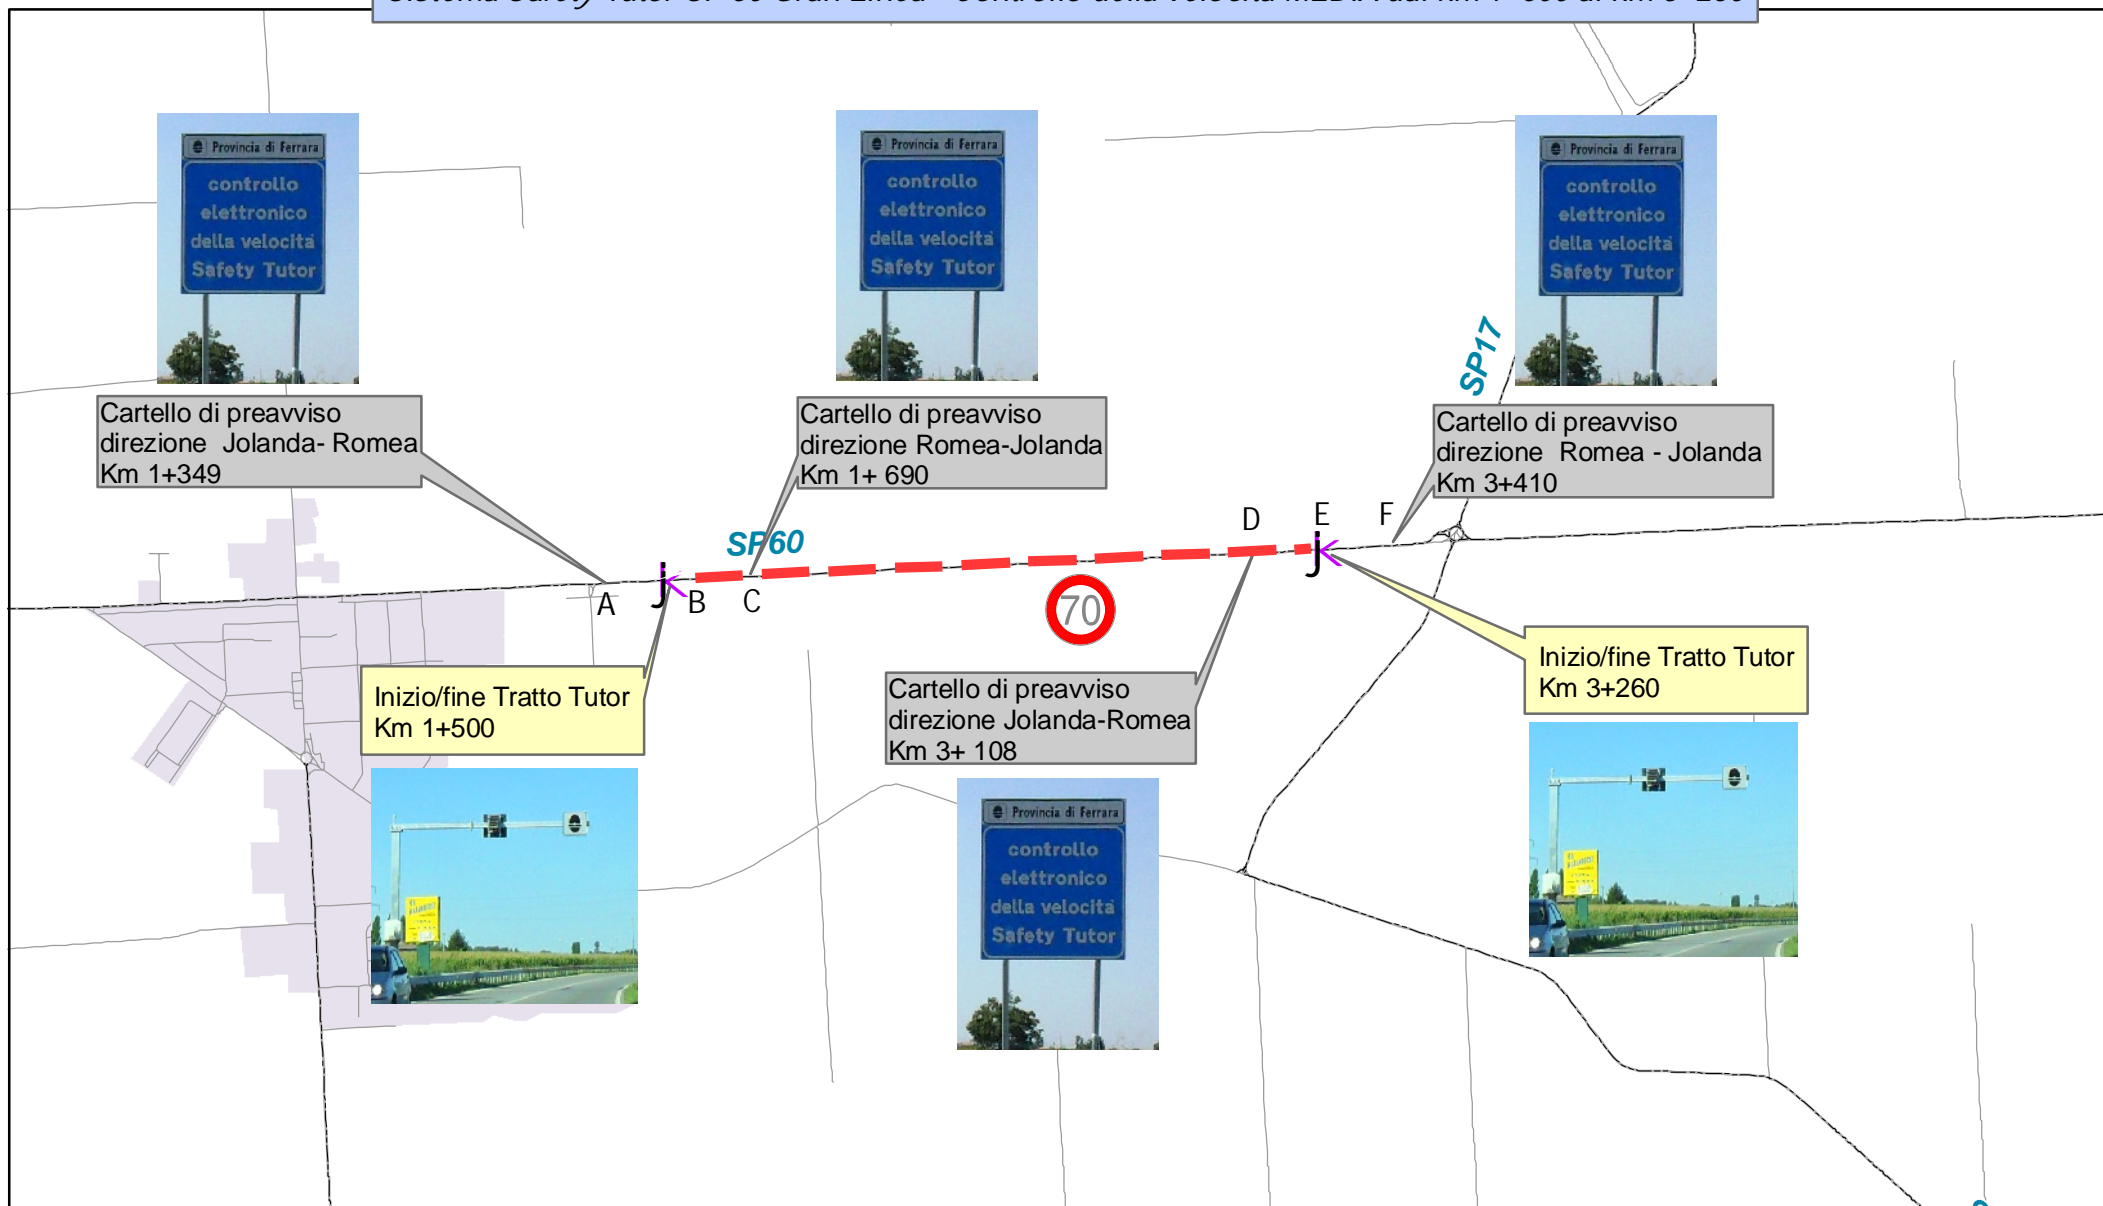 Provincia di Ferrara
controllo
elettronico
della velocità
Safety Tutor
Provincia di Ferrara
controllo
elettronico
della velocità
Safety Tutor
Provincia di Ferrara
controllo
elettronico
della velocità
Safety Tutor
SP17
Cartello di preavviso
direzione Jolanda- Romea
Km 1+349
Cartello di preavviso
direzione Romea-Jolanda
Km 1+ 690
Cartello di preavviso
direzione Romea - Jolanda
Km 3+410
SP60
A
j
B
C
D
E
j
F
70
Inizio/fine Tratto Tutor
Km 1+500
Cartello di preavviso
direzione Jolanda-Romea
Km 3+ 108
Inizio/fine Tratto Tutor
Km 3+260
Provincia di Ferrara
controllo
elettronico
della velocità
Safety Tutor